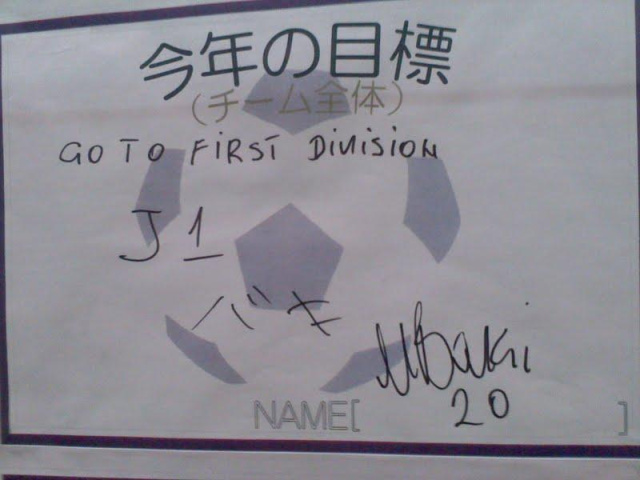 今年の目標
(チーム全体)
GO TO FIRST DIVISION
J1
バキ
MBaki
20
NAME[ ]